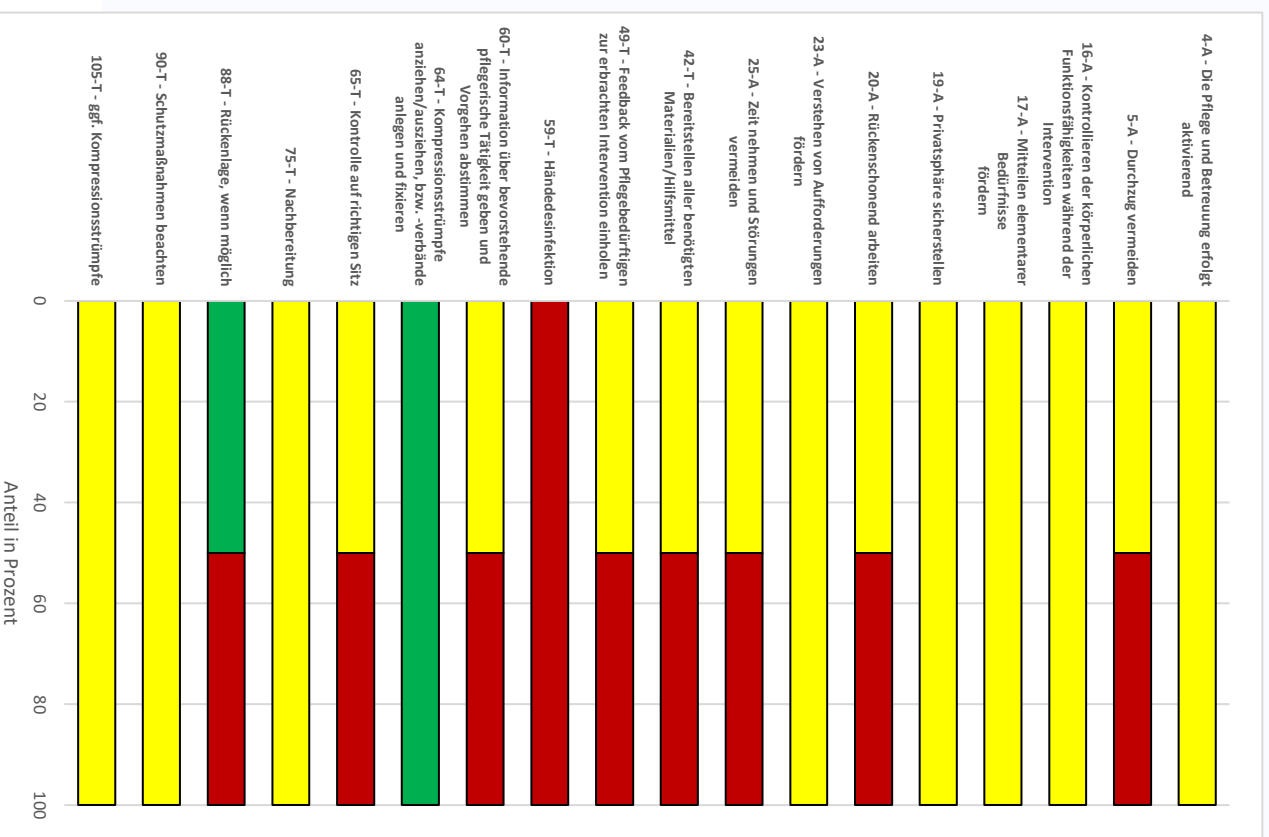 4-A - Die Pflege und Betreuung erfolgt
aktivierend
5-A - Durchzug vermeiden
16-A - Kontrollieren der körperlichen
Funktionsfähigkeiten während der
Intervention
17-A - Mitteilen elementarer
Bedürfnisse
fördern
19-A - Privatsphäre sicherstellen
20-A - Rückenschonend arbeiten
23-A - Verstehen von Aufforderungen
fördern
25-A - Zeit nehmen und Störungen
vermeiden
42-T - Bereitstellen aller benötigten
Materialien/Hilfsmittel
49-T - Feedback vom Pflegebedürftigen
zur erbrachten Intervention einholen
59-T - Händedesinfektion
60-T - Information über bevorstehende
pflegerische Tätigkeit geben und
Vorgehen abstimmen
64-T - Kompressionsstrümpfe
anziehen/ausziehen, bzw. -verbände
anlegen und fixieren
65-T - Kontrolle auf richtigen Sitz
75-T - Nachbereitung
88-T - Rückenlage, wenn möglich
90-T - Schutzmaßnahmen beachten
105-T - ggf. Kompressionsstrümpfe
0
20
40
60
80
100
Anteil in Prozent